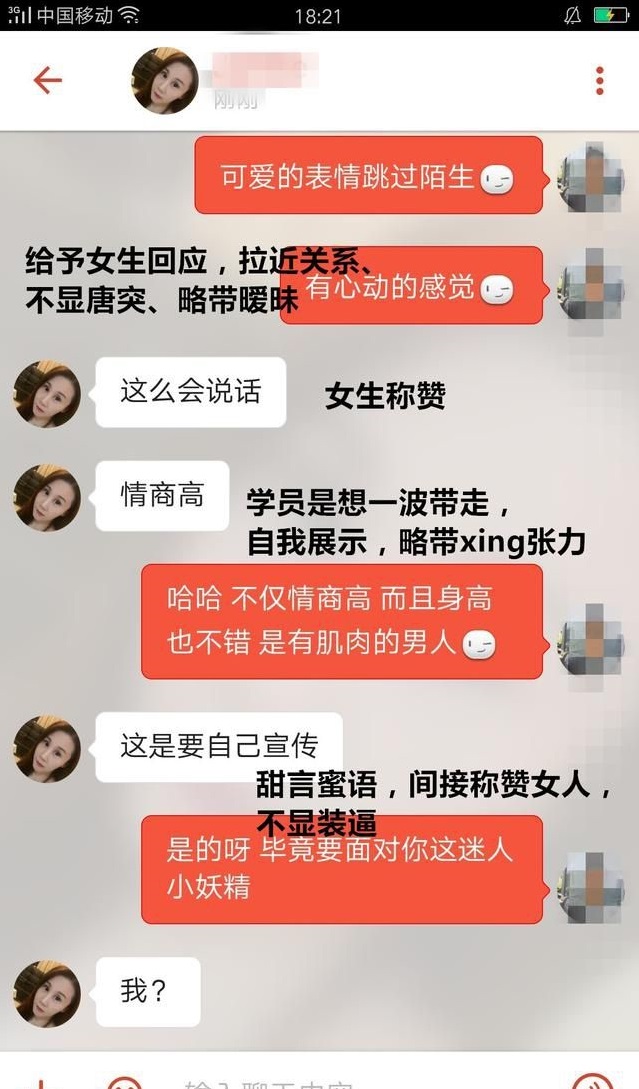 3G 中国移动 18:21
刚刚
可爱的表情跳过陌生
给予女生回应，拉近关系、
不显唐突、略带暧昧
有心动的感觉
这么会说话
女生称赞
情商高
学员是想一波带走，
自我展示，略带xing张力
哈哈 不仅情商高 而且身高
也不错 是有肌肉的男人
这是要自己宣传
甜言蜜语，间接称赞女人，
不显装逼
是的呀 毕竟要面对你这迷人
小妖精
我？